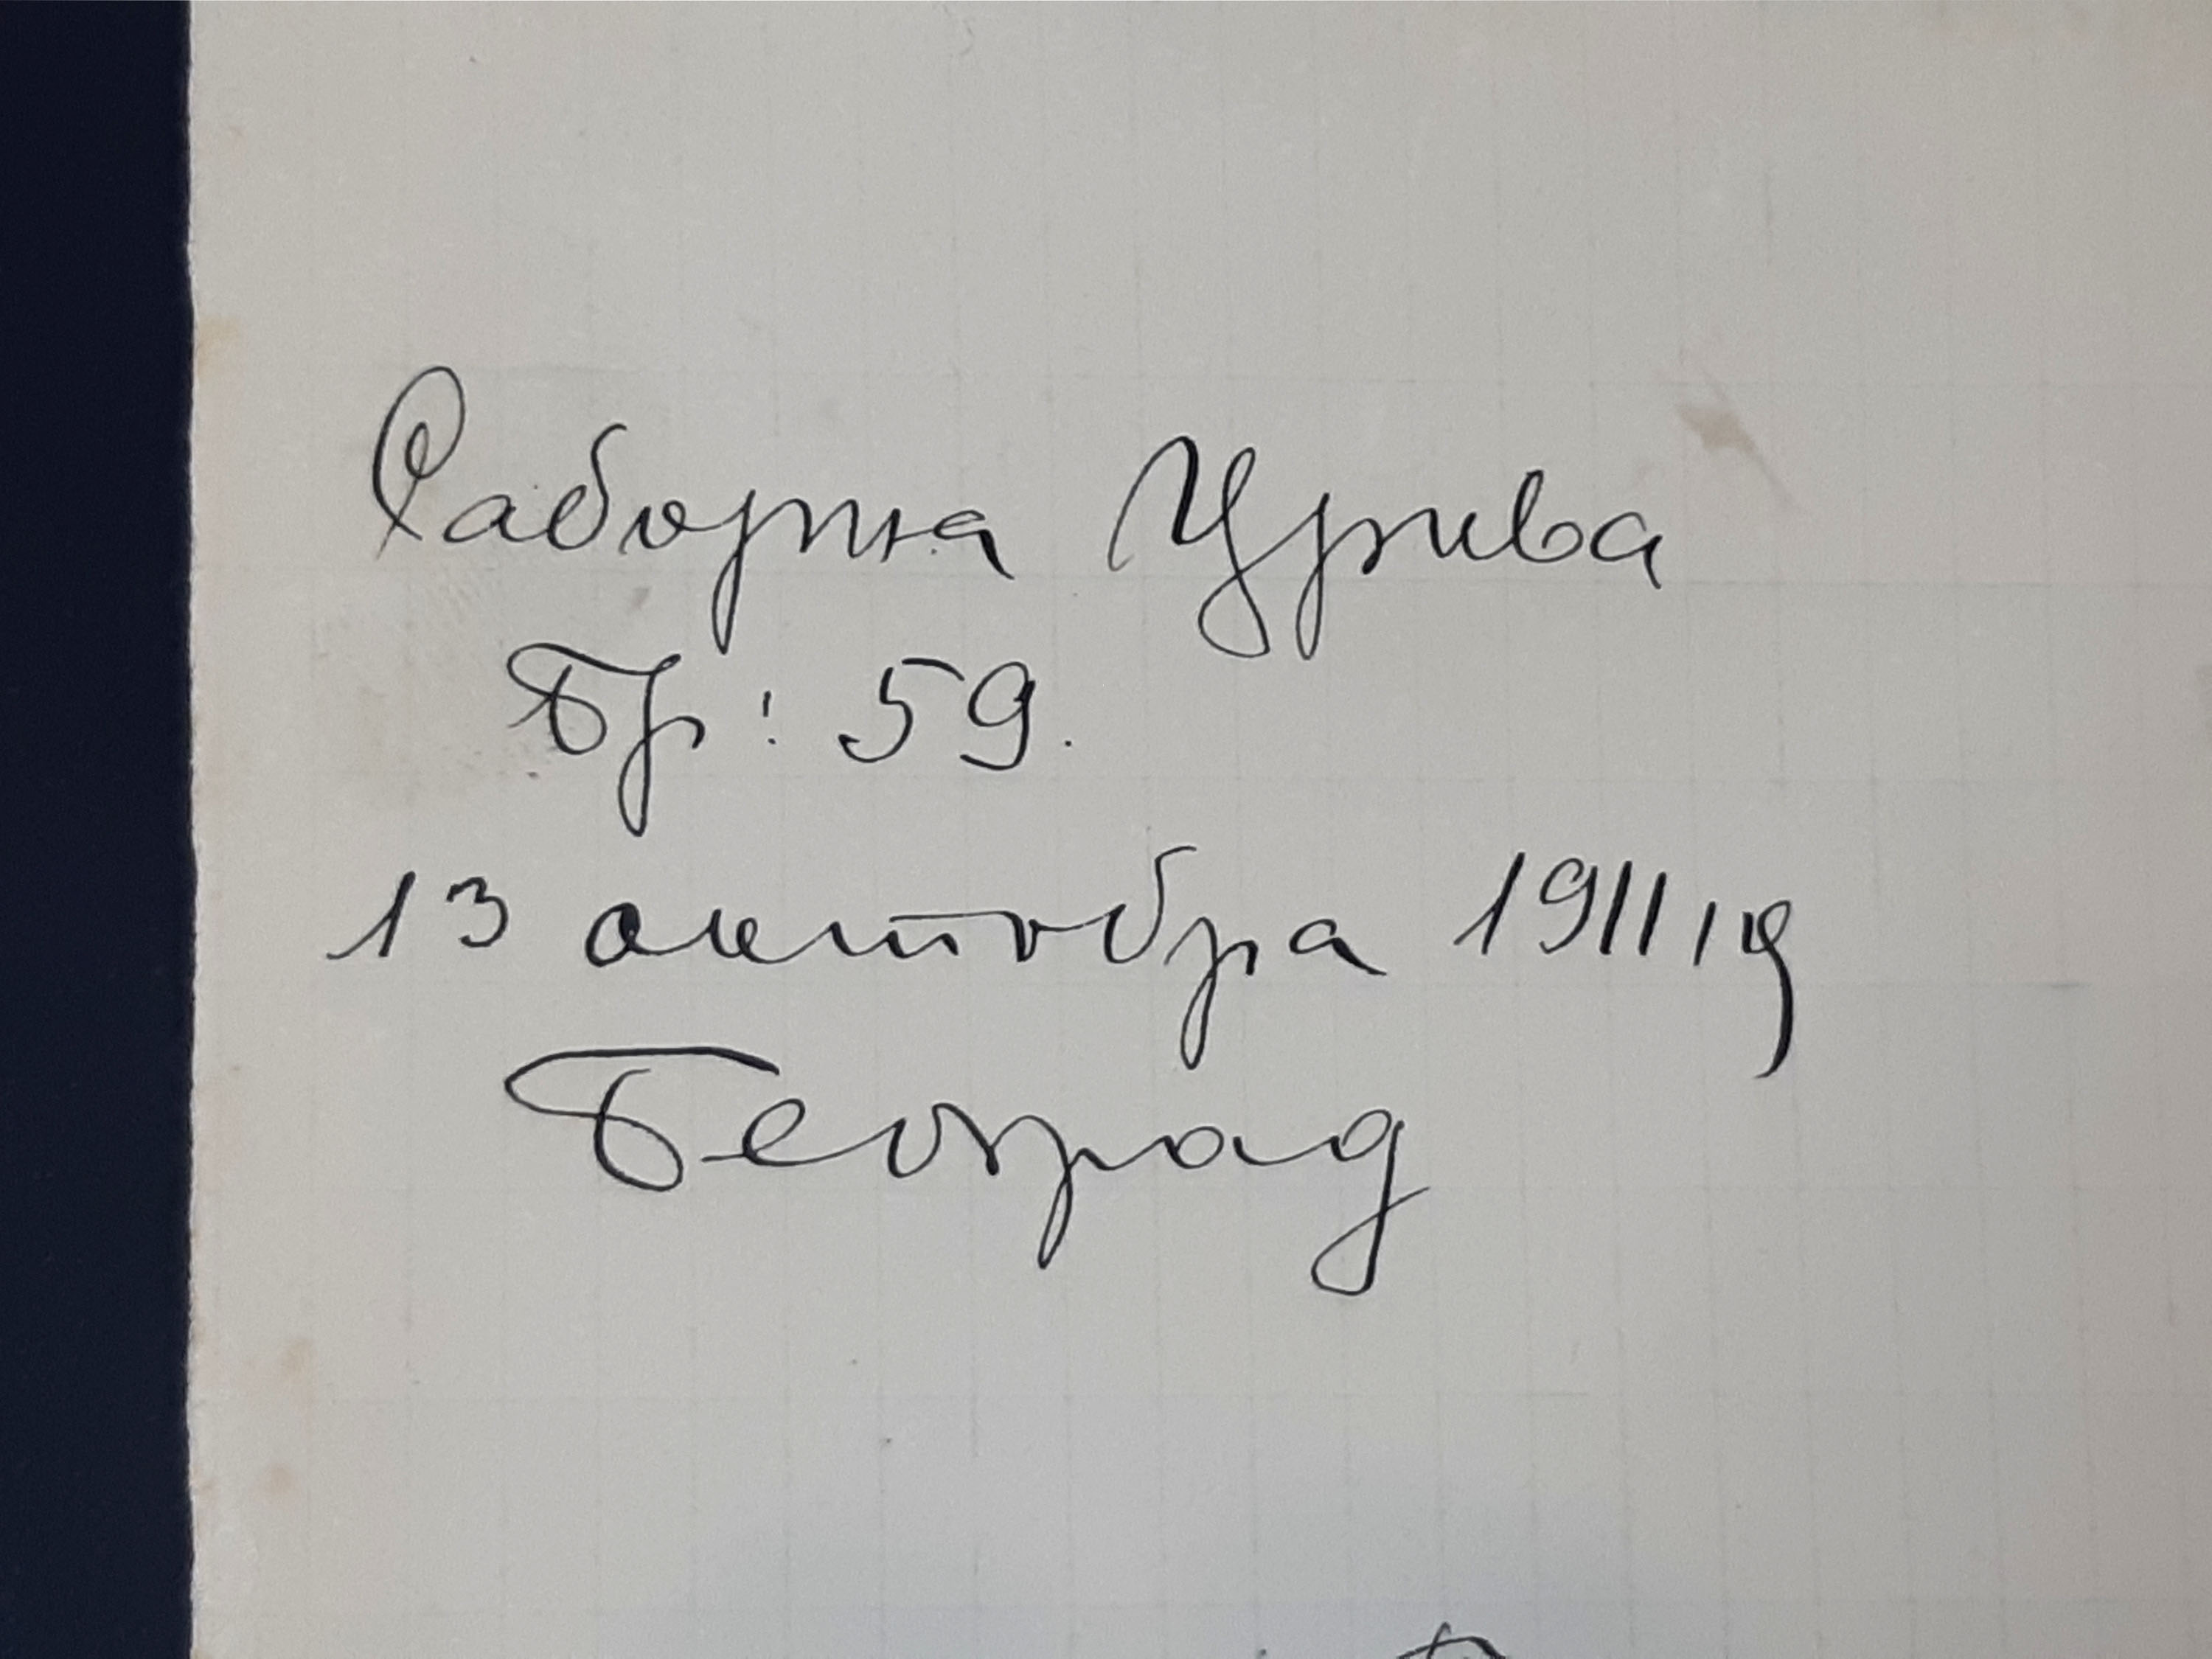 Саборна Црква
Бр: 59.
13 октобра 1911 г
Београд